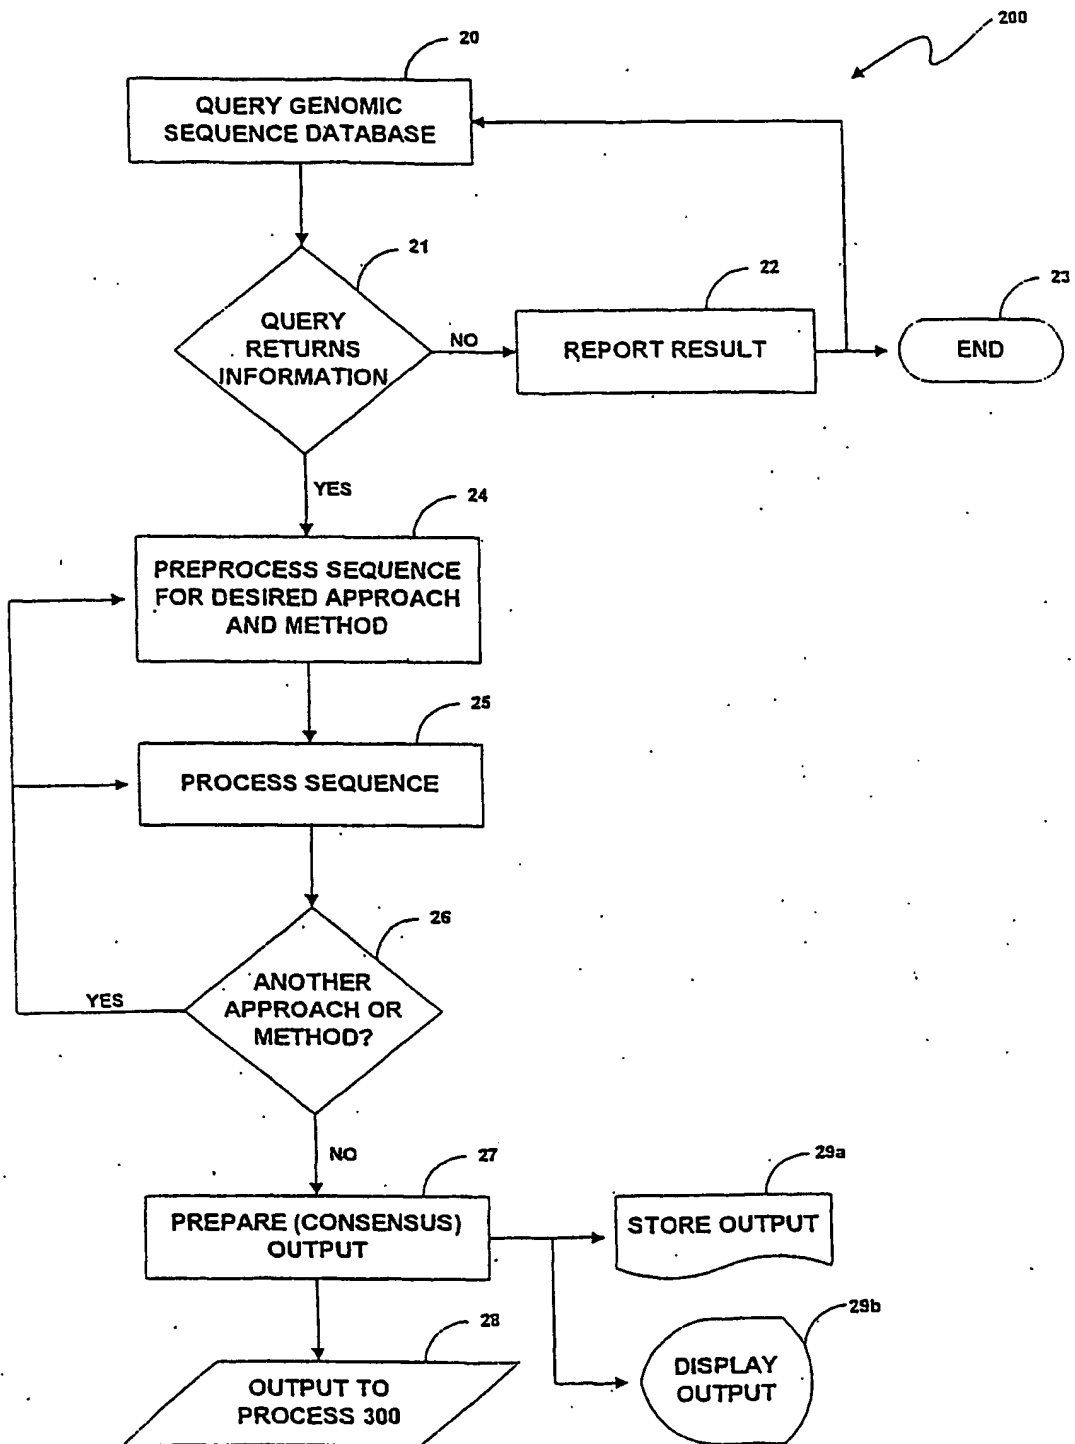 200
20
QUERY GENOMIC
SEQUENCE DATABASE
21
QUERY
RETURNS
INFORMATION
NO
22
REPORT RESULT
23
END
YES
24
PREPROCESS SEQUENCE
FOR DESIRED APPROACH
AND METHOD
25
PROCESS SEQUENCE
26
ANOTHER
APPROACH OR
METHOD?
YES
NO
27
PREPARE (CONSENSUS)
OUTPUT
29a
STORE OUTPUT
28
OUTPUT TO
PROCESS 300
29b
DISPLAY
OUTPUT